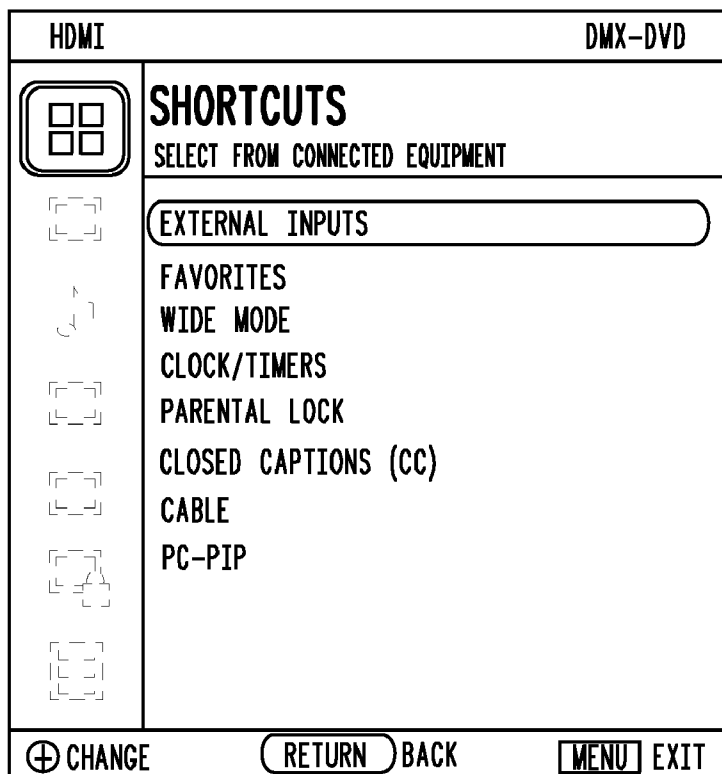 HDMI DMX-DVD
SHORTCUTS
SELECT FROM CONNECTED EQUIPMENT
EXTERNAL INPUTS
FAVORITES
WIDE MODE
CLOCK/TIMERS
PARENTAL LOCK
CLOSED CAPTIONS (CC)
CABLE
PC-PIP
CHANGE RETURN BACK MENU EXIT